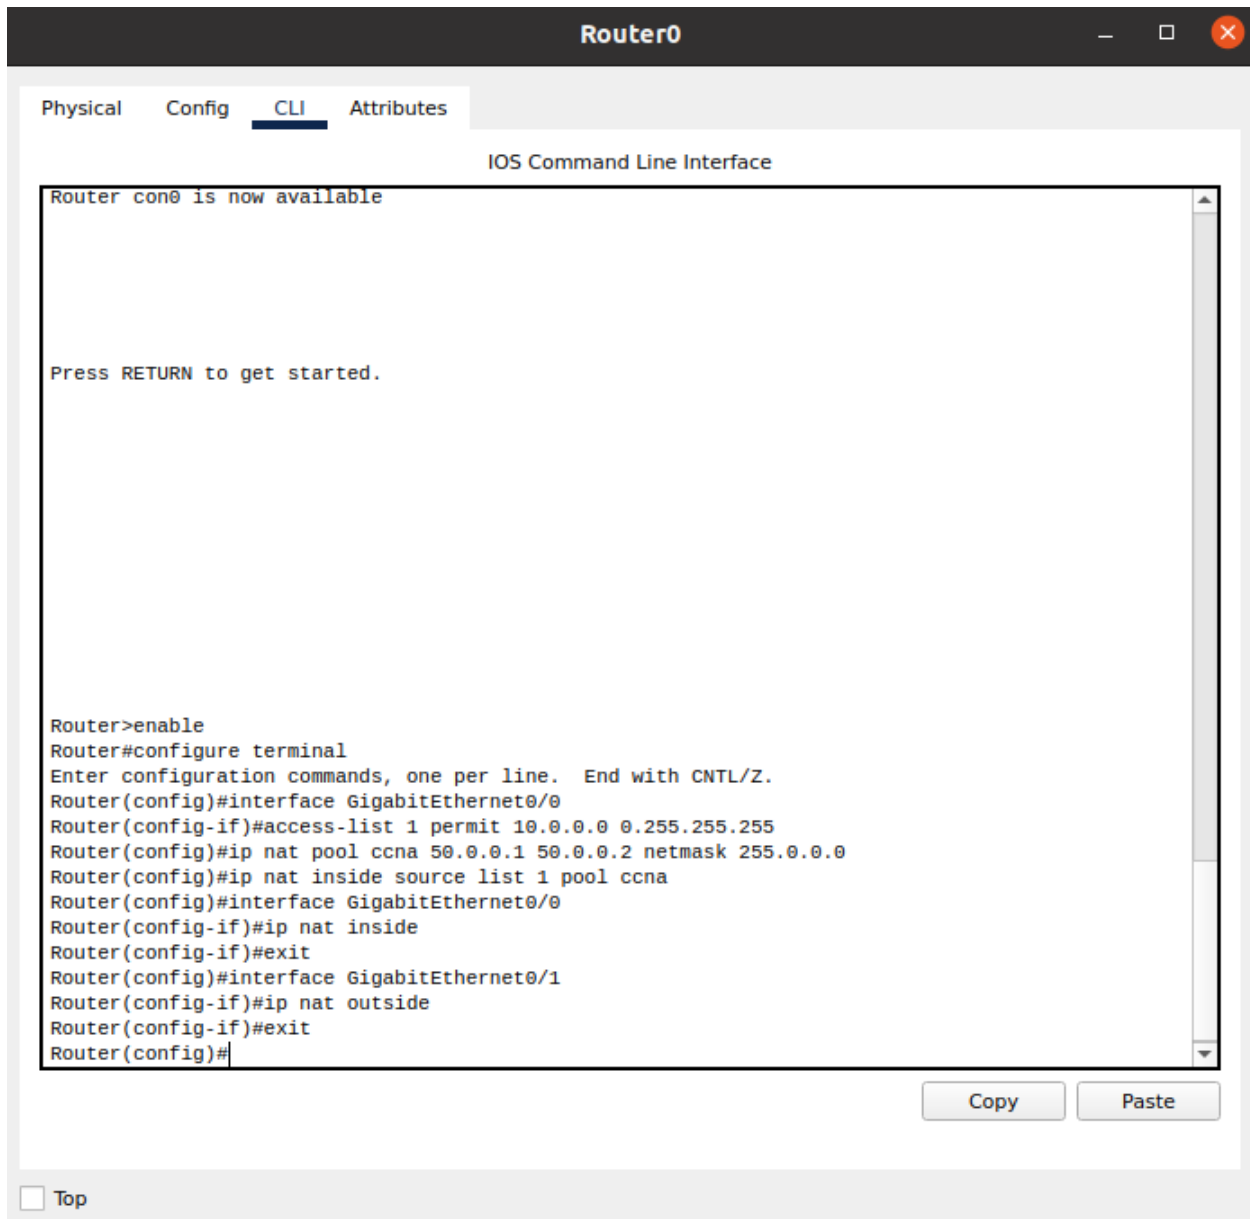 Router0
Physical Config CLI Attributes
IOS Command Line Interface
Router con0 is now available
Press RETURN to get started.
Router>enable
Router#configure terminal
Enter configuration commands, one per line.  End with CNTL/Z.
Router(config)#interface GigabitEthernet0/0
Router(config-if)#access-list 1 permit 10.0.0.0 0.255.255.255
Router(config)#ip nat pool ccna 50.0.0.1 50.0.0.2 netmask 255.0.0.0
Router(config)#ip nat inside source list 1 pool ccna
Router(config)#interface GigabitEthernet0/0
Router(config-if)#ip nat inside
Router(config-if)#exit
Router(config)#interface GigabitEthernet0/1
Router(config-if)#ip nat outside
Router(config-if)#exit
Router(config)#
Copy Paste
Top